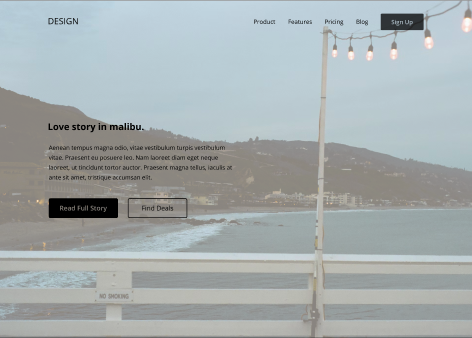 DESIGN
Product Features Pricing Blog Sign Up
Love story in malibu.
Aenean tempus magna odio, vitae vestibulum turpis vestibulum
vitae. Praesent eu posuere leo. Nam laoreet diam eget neque
laoreet, ut tincidunt tortor auctor. Praesent magna tellus, iaculis at
ante sit amet, tristique accumsan elit.
Read Full Story Find Deals
NO SMOKING